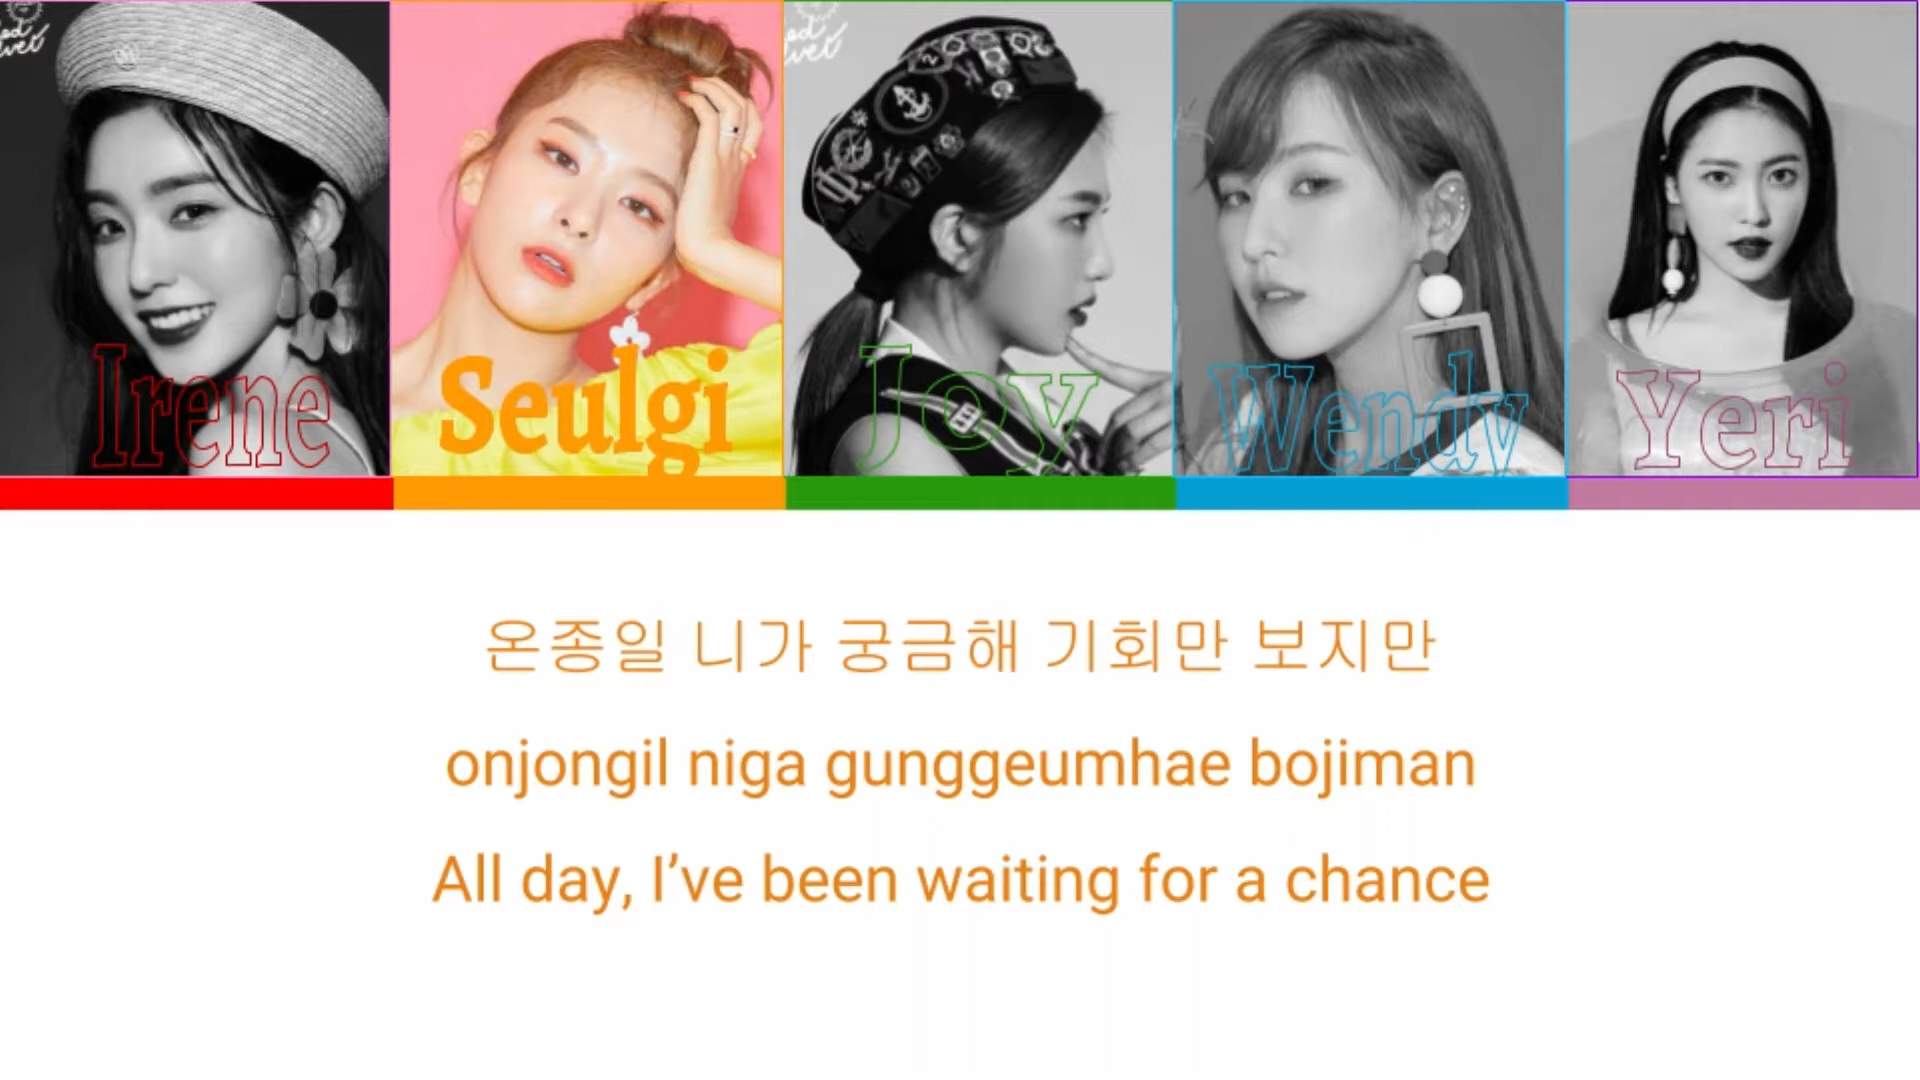 Irene Seulgi Joy Wendy Yeri
온종일 니가 궁금해 기회만 보지만
onjongil niga gunggeumhae bojiman
All day, I’ve been waiting for a chance